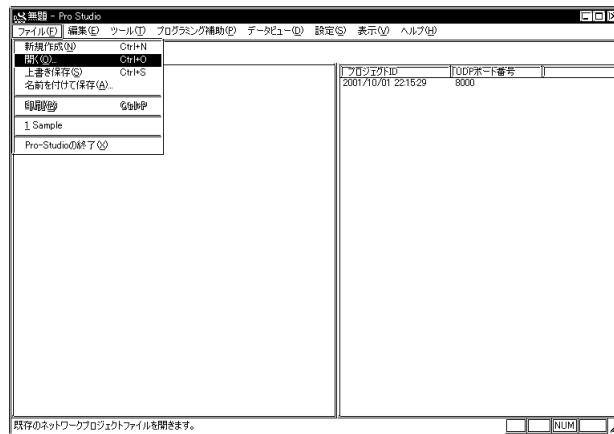 無題 - Pro Studio
ファイル(F) 編集(E) ツール(T) プログラミング補助(P) データビュー(D) 設定(S) 表示(V) ヘルプ(H)
新規作成(N) Ctrl+N
開く(O)... Ctrl+O
上書き保存(S) Ctrl+S
名前を付けて保存(A)...
印刷(P) Ctrl+P
1 Sample
Pro-Studioの終了(X)
プロジェクトID UDPポート番号
2001/10/01 22:15:29 8000
既存のネットワークプロジェクトファイルを開きます。
NUM